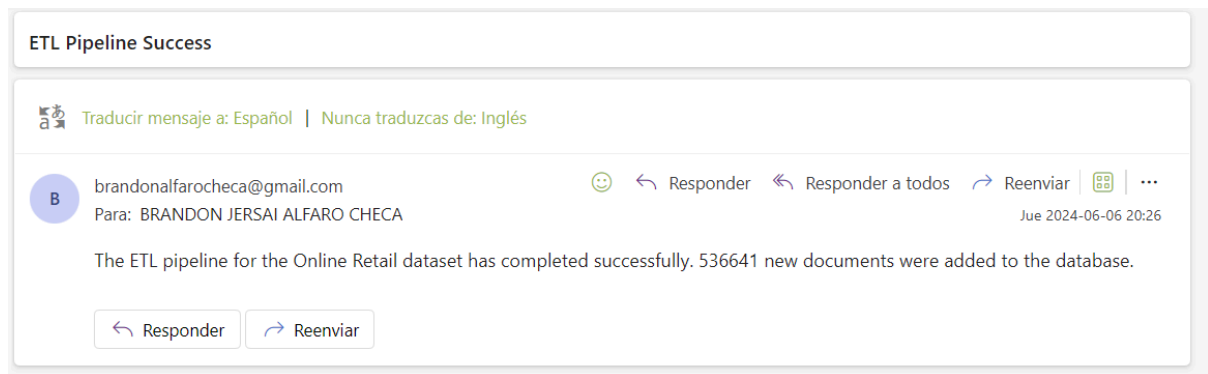 ETL Pipeline Success
Traducir mensaje a: Español | Nunca traduzcas de: Inglés
B
brandonalfarocheca@gmail.com
Responder Responder a todos Reenviar
Para: BRANDON JERSAI ALFARO CHECA
Jue 2024-06-06 20:26
The ETL pipeline for the Online Retail dataset has completed successfully. 536641 new documents were added to the database.
Responder Reenviar